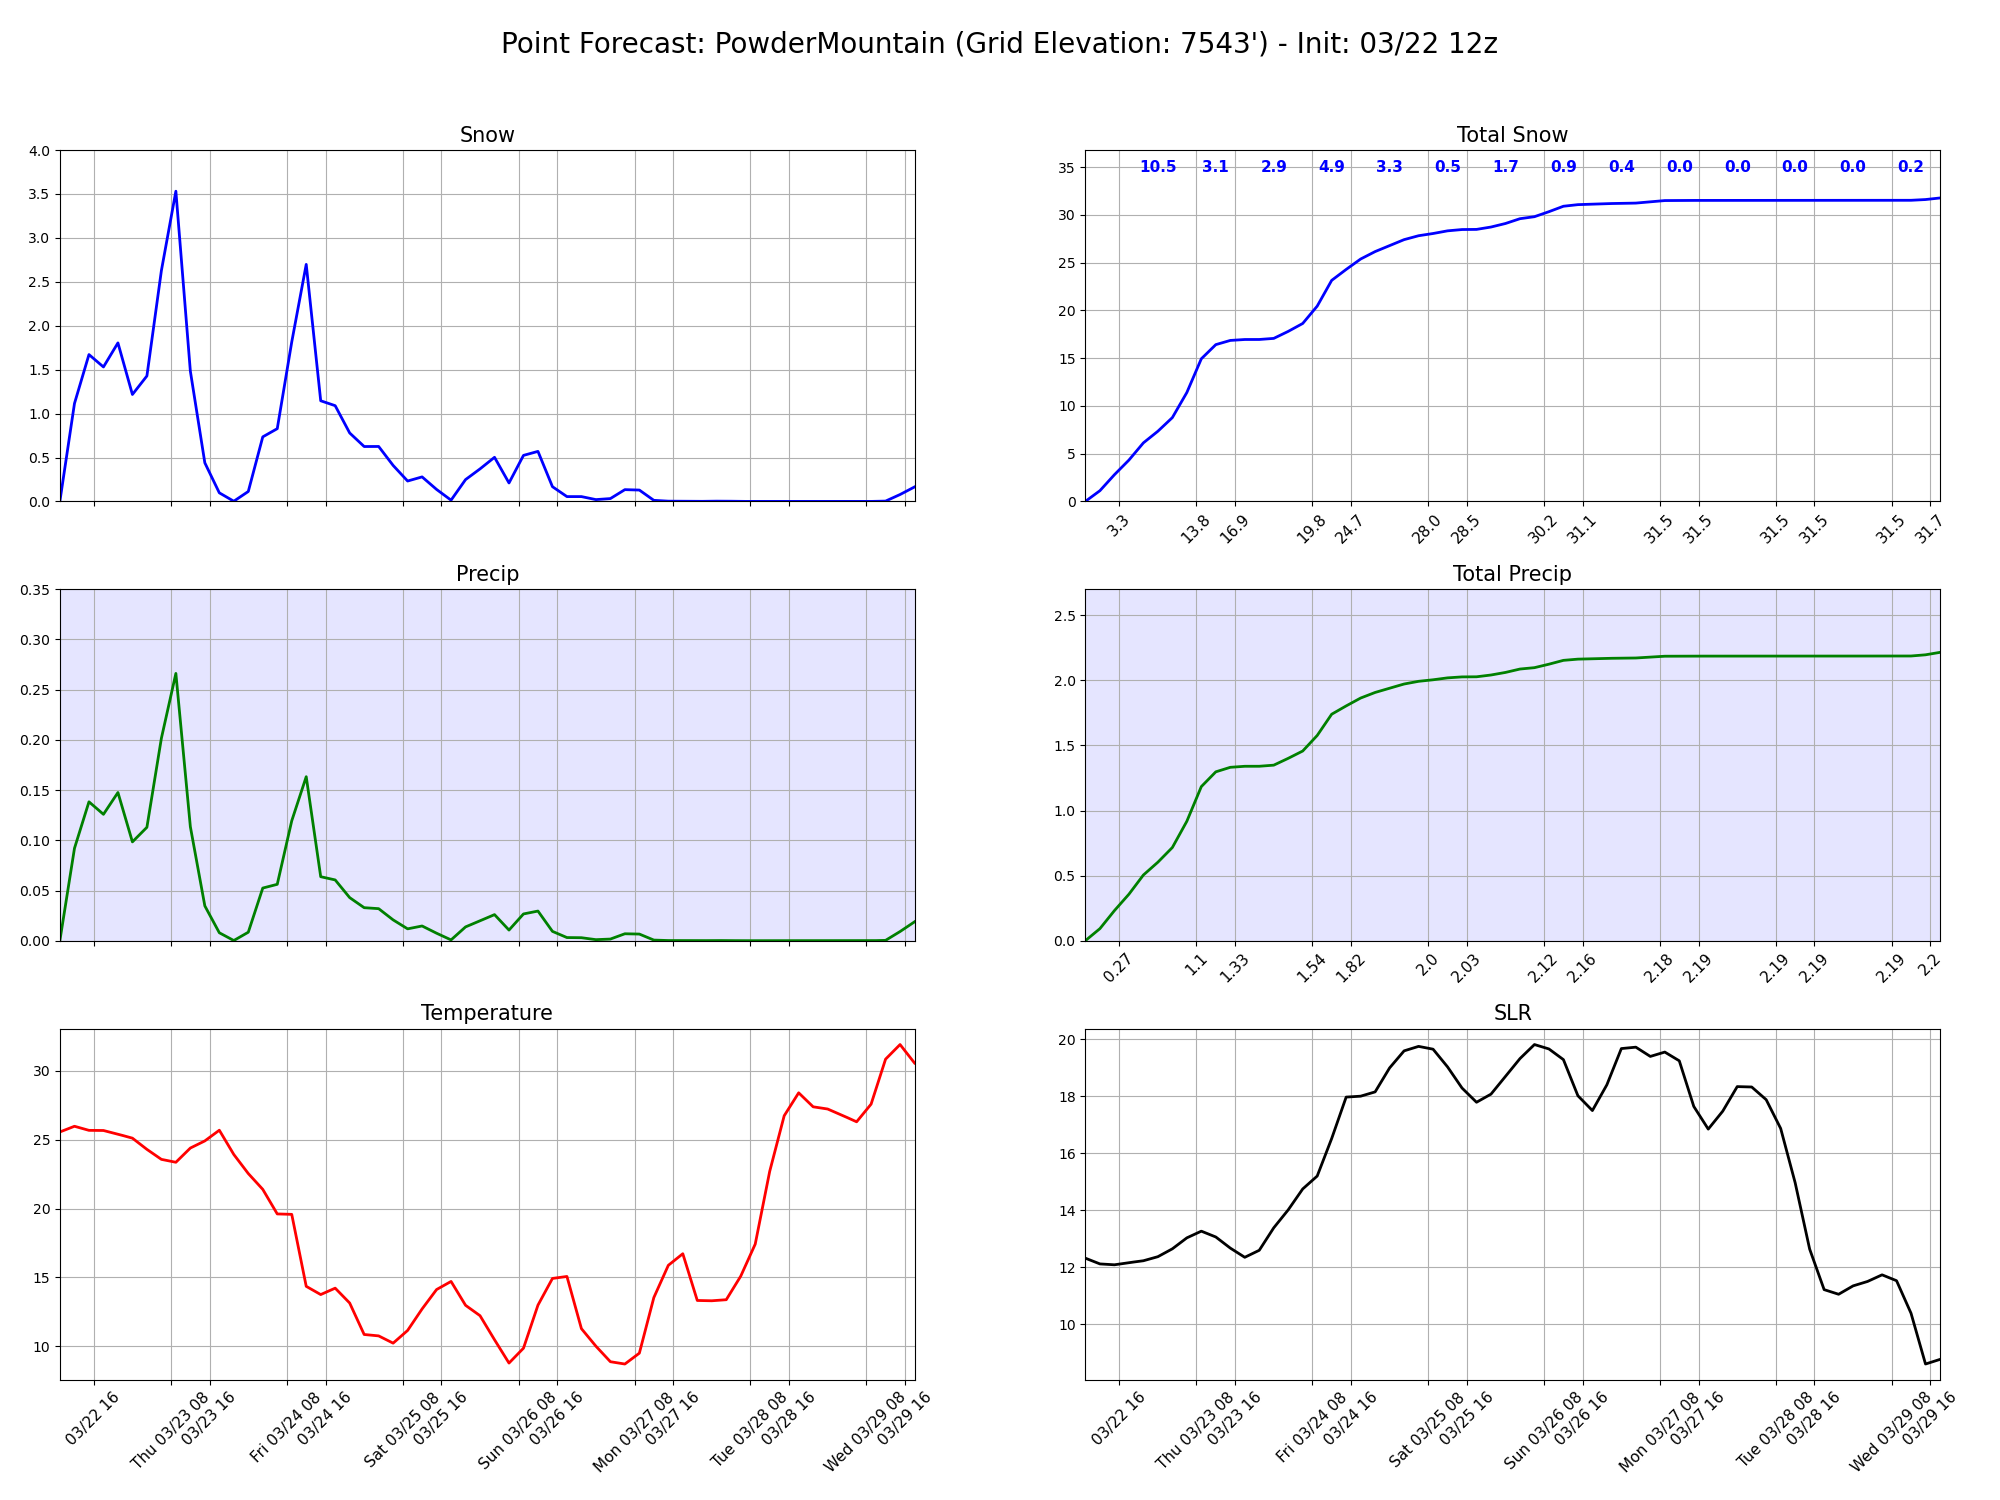 Point Forecast: PowderMountain (Grid Elevation: 7543') - Init: 03/22 12z
Snow
4.0
3.5
3.0
2.5
2.0
1.5
1.0
0.5
0.0
Total Snow
10.5 3.1 2.9 4.9 3.3 0.5 1.7 0.9 0.4 0.0 0.0 0.0 0.0 0.2
35
30
25
20
15
10
5
0
3.3 13.8 16.9 19.8 24.7 28.0 28.5 30.2 31.1 31.5 31.5 31.5 31.5 31.5 31.7
Precip
0.35
0.30
0.25
0.20
0.15
0.10
0.05
0.00
Total Precip
2.5
2.0
1.5
1.0
0.5
0.0
0.27 1.1 1.33 1.54 1.82 2.0 2.03 2.12 2.16 2.18 2.19 2.19 2.19 2.19 2.2
Temperature
30
25
20
15
10
03/22 16
Thu 03/23 08
03/23 16
Fri 03/24 08
03/24 16
Sat 03/25 08
03/25 16
Sun 03/26 08
03/26 16
Mon 03/27 08
03/27 16
Tue 03/28 08
03/28 16
Wed 03/29 08
03/29 16
SLR
20
18
16
14
12
10
03/22 16
Thu 03/23 08
03/23 16
Fri 03/24 08
03/24 16
Sat 03/25 08
03/25 16
Sun 03/26 08
03/26 16
Mon 03/27 08
03/27 16
Tue 03/28 08
03/28 16
Wed 03/29 08
03/29 16